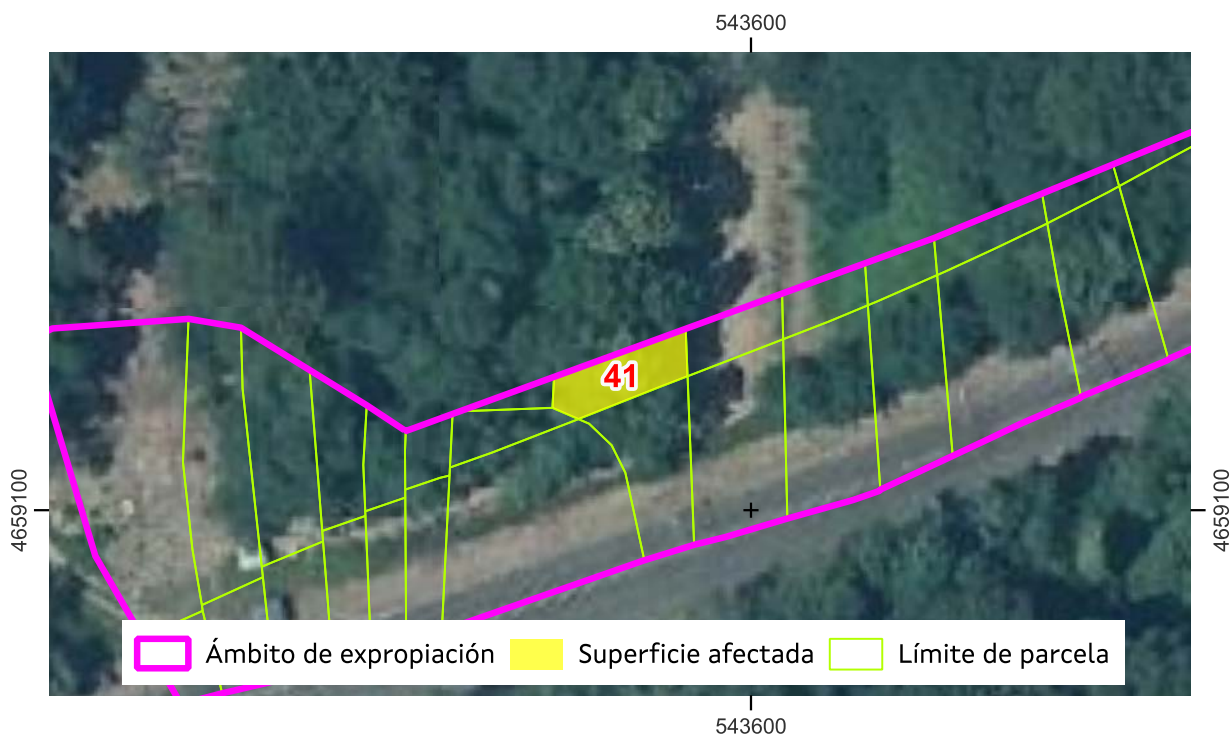 543600
41
4659100
4659100
Ámbito de expropiación
Superficie afectada
Límite de parcela
543600